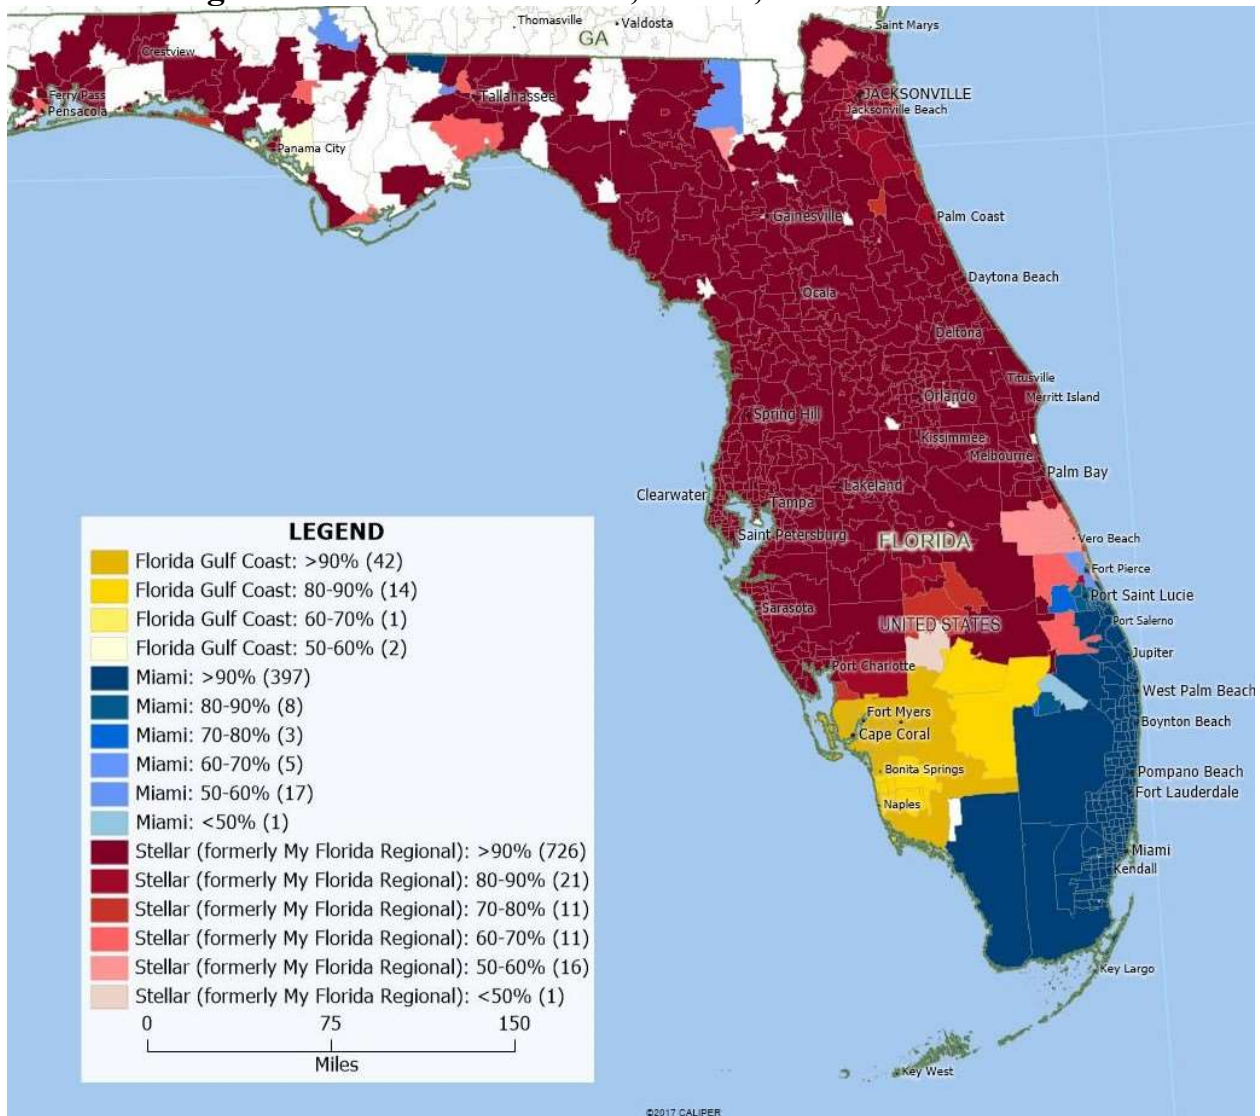 Thomasville
Valdosta
GA
Saint Marys
Crestview
Ferry Pass
Pensacola
Tallahassee
JACKSONVILLE
Jacksonville Beach
Panama City
Gainesville
Palm Coast
Daytona Beach
Ocala
Deltona
Titusville
Orlando
Merritt Island
Spring Hill
Kissimmee
Melbourne
Palm Bay
Lakeland
Clearwater
Tampa
Saint Petersburg
FLORIDA
Vero Beach
Fort Pierce
Port Saint Lucie
Sarasota
UNITED STATES
Port Salerno
Jupiter
Port Charlotte
West Palm Beach
Fort Myers
Boynton Beach
Cape Coral
Bonita Springs
Pompano Beach
Fort Lauderdale
Naples
Miami
Kendall
Key Largo
Key West
LEGEND
Florida Gulf Coast: >90% (42)
Florida Gulf Coast: 80-90% (14)
Florida Gulf Coast: 60-70% (1)
Florida Gulf Coast: 50-60% (2)
Miami: >90% (397)
Miami: 80-90% (8)
Miami: 70-80% (3)
Miami: 60-70% (5)
Miami: 50-60% (17)
Miami: <50% (1)
Stellar (formerly My Florida Regional): >90% (726)
Stellar (formerly My Florida Regional): 80-90% (21)
Stellar (formerly My Florida Regional): 70-80% (11)
Stellar (formerly My Florida Regional): 60-70% (11)
Stellar (formerly My Florida Regional): 50-60% (16)
Stellar (formerly My Florida Regional): <50% (1)
0 75 150
Miles
©2017 CALIPER